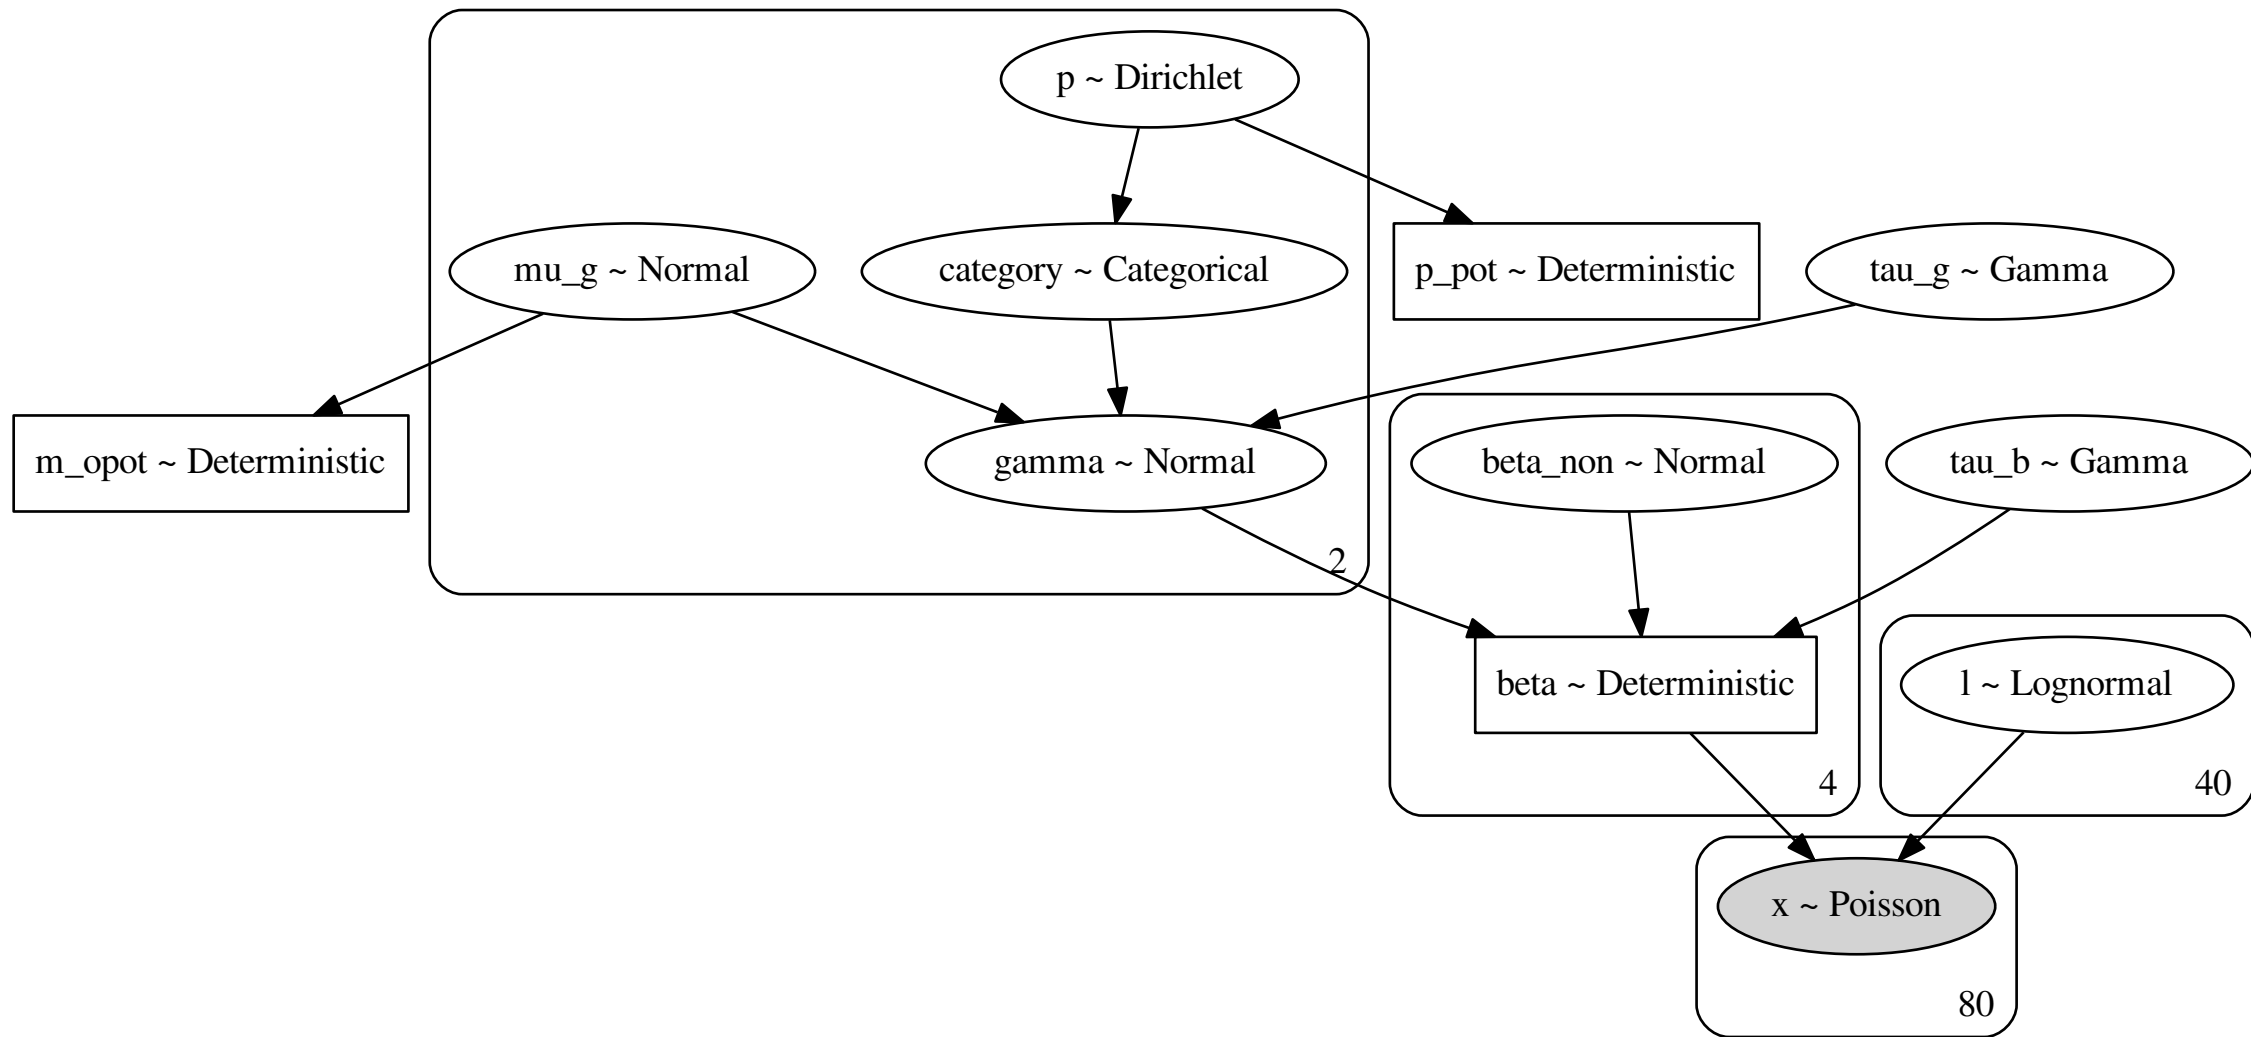 p ~ Dirichlet
mu_g ~ Normal
category ~ Categorical
p_pot ~ Deterministic
tau_g ~ Gamma
m_opot ~ Deterministic
gamma ~ Normal
beta_non ~ Normal
tau_b ~ Gamma
2
beta ~ Deterministic
l ~ Lognormal
4
40
x ~ Poisson
80